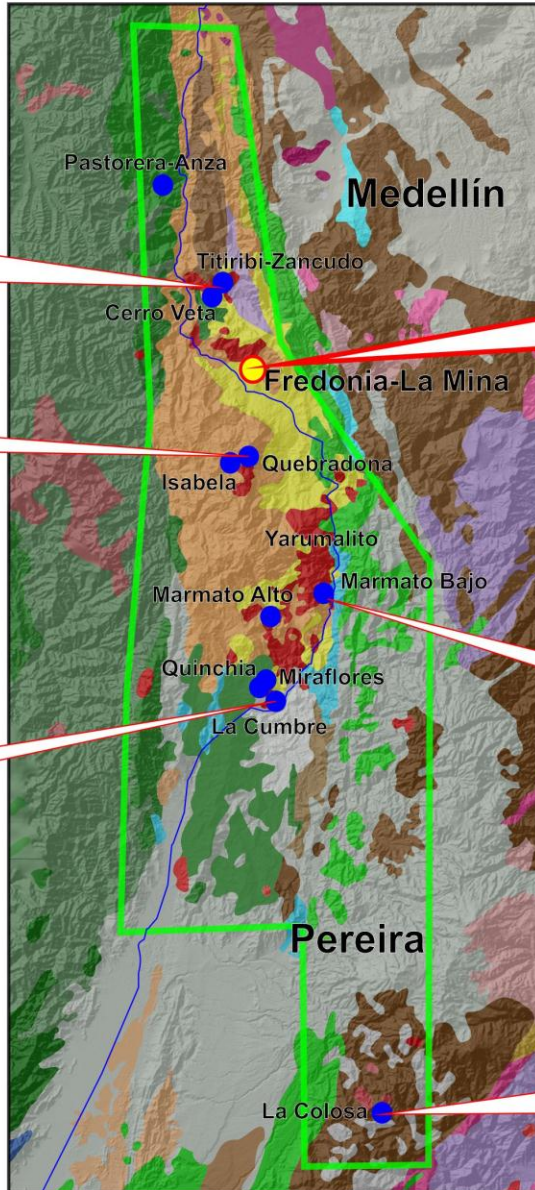 Pastorera-Anza
Medellín
Titiribi-Zancudo
Cerro Veta
Fredonia-La Mina
Quebradona
Isabela
Yarumalito
Marmato Bajo
Marmato Alto
Quinchia
Miraflores
La Cumbre
Pereira
La Colosa